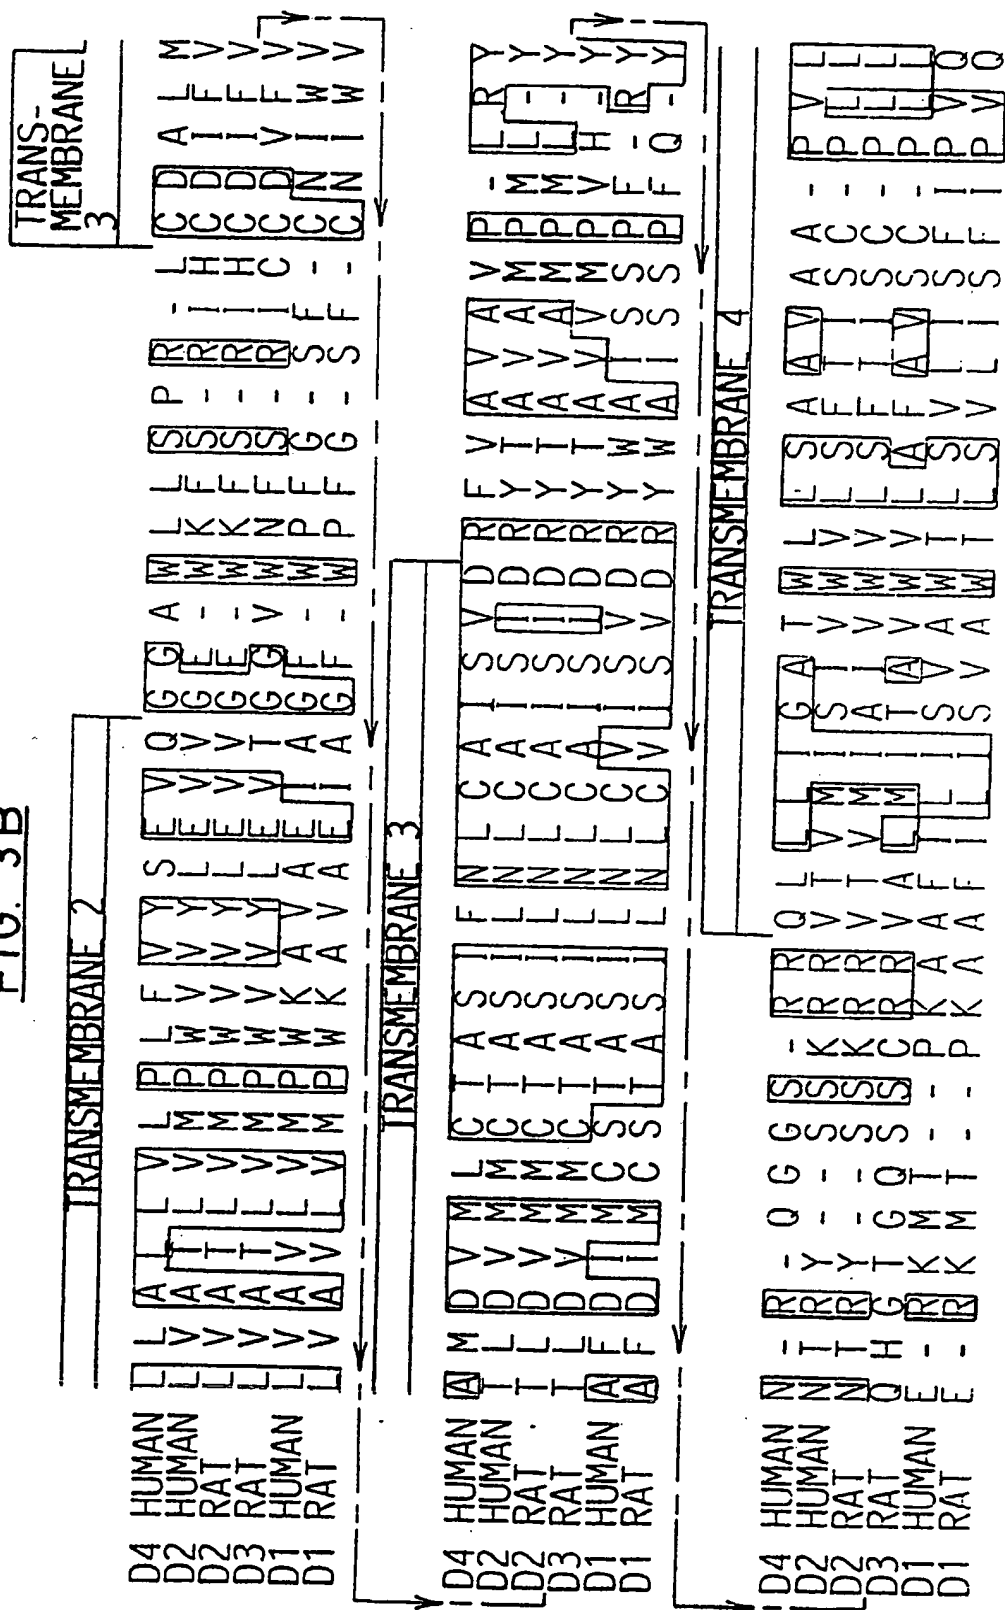 FIG. 3B
TRANSMEMBRANE 2
TRANS-
MEMBRANE
3
D4 HUMAN L L A L L V L P L F V Y S E V Q G G A W L L S P R - L C D A L M
D2 HUMAN L V A T L V M P W V V Y L E V V G E - W K F S - R I H C D I F V
D2 RAT L V A T L V M P W V V Y L E V V G E - W K F S - R I H C D I F V
D3 RAT L V A T L V M P W V V Y L E V T G G V W N F S - R I C C D V F V
D1 HUMAN L V A V L V M P W K A V A E I A G F - W P F G - S F - C N I W V
D1 RAT L V A V L V M P W K A V A E I A G F - W P F G - S F - C N I W V
TRANSMEMBRANE 3
D4 HUMAN A M D V M L C T A S I F N L C A I S V D R F V A V A V P - L R Y
D2 HUMAN T L D V M M C T A S I L N L C A I S I D R Y T A V A M P M L - Y
D2 RAT T L D V M M C T A S I L N L C A I S I D R Y T A V A M P M L - Y
D3 RAT T L D V M M C T A S I L N L C A I S I D R Y T A V V M P V H - Y
D1 HUMAN A F D I M C S T A S I L N L C V I S V D R Y W A I S S P F - R Y
D1 RAT A F D I M C S T A S I L N L C V I S V D R Y W A I S S P F Q - Y
TRANSMEMBRANE 4
D4 HUMAN N - R - Q G G S - R R Q L L L I G A T W L L S A A V A A - P V L
D2 HUMAN N T R Y - - S S K R R V T V M I S I V W V L S F T I S C - P L L
D2 RAT N T R Y - - S S K R R V T V M I A I V W V L S F T I S C - P L L
D3 RAT Q H G T G Q S S C R R V A L M I T A V W V L A F A V S C - P L L
D1 HUMAN E - R K M T - - P K A A F I L I S V A W T L S V L I S F I P V Q
D1 RAT E - R K M T - - P K A A F I L I S V A W T L S V L I S F I P V Q